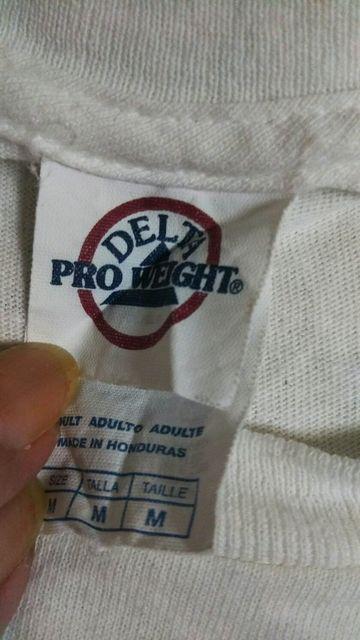 DELTA
PRO WEIGHT®
ADULT ADULTO ADULTE
MADE IN HONDURAS
SIZE TALLA TAILLE
M M M